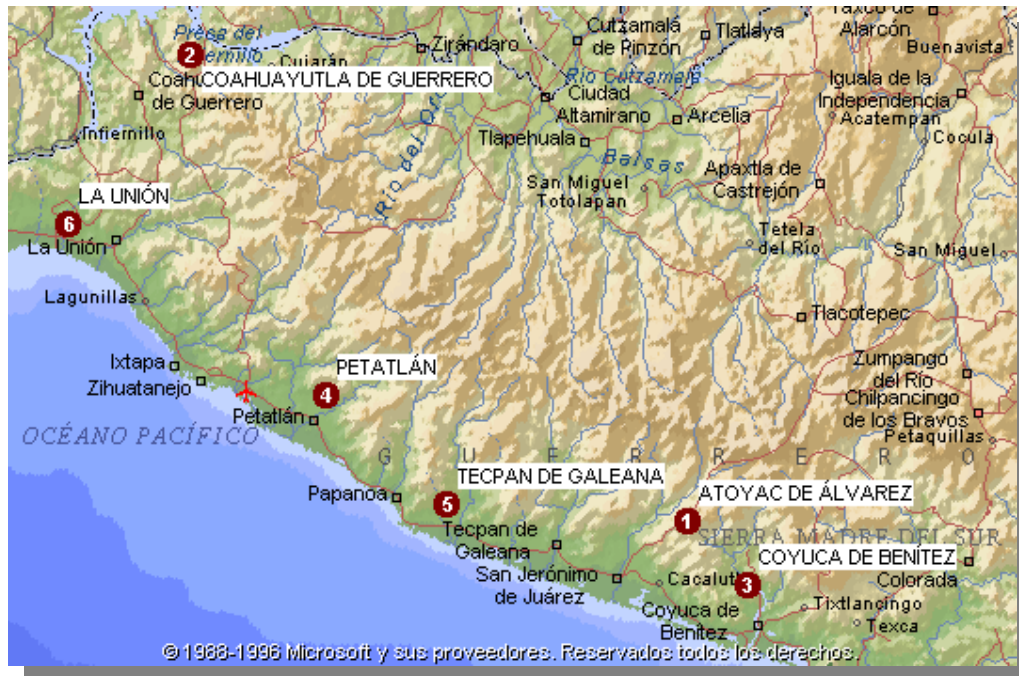 Taxco de
Alarcón
Cutzamalá
de Pinzón
Tlatlaya
Buenavista
Presa del
2
Zirándaro
Cuiarán
COAHUAYUTLA DE GUERRERO
de Guerrero
Río Cutzamala
Ciudad
Altamirano
Arcelia
Iguala de la
Independencia
Acatempan
Cocula
Infiernillo
Tlapehuala
Balsas
Río del
Apaxtla de
Castrejón
San Miguel
Totolapan
LA UNIÓN
6
La Unión
Tetela
del Río
San Miguel
Lagunillas
Tlacotepec
Ixtapa
Zihuatanejo
PETATLÁN
4
Petatlán
Zumpango
del Río
Chilpancingo
de los Bravos
Petaquillas
OCÉANO PACÍFICO
G U E R R E R O
Papanoa
TECPAN DE GALEANA
5
Tecpan de
Galeana
ATOYAC DE ÁLVAREZ
1
SIERRA MADRE DEL SUR
COYUCA DE BENÍTEZ
3
San Jerónimo
de Juárez
Colorada
Coyuca de
Benítez
Tixtlancingo
Texca
© 1988-1996 Microsoft y sus proveedores. Reservados todos los derechos.